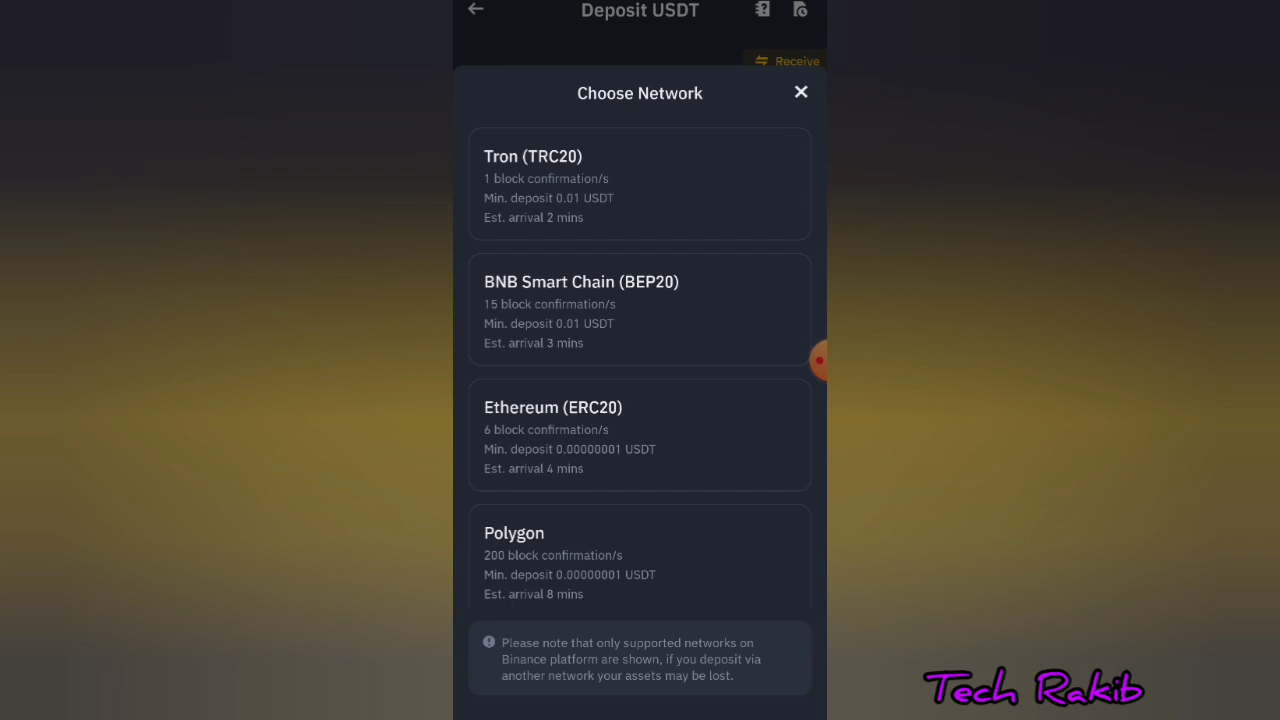 Deposit USDT
Receive
Choose Network
Tron (TRC20)
1 block confirmation/s
Min. deposit 0.01 USDT
Est. arrival 2 mins
BNB Smart Chain (BEP20)
15 block confirmation/s
Min. deposit 0.01 USDT
Est. arrival 3 mins
Ethereum (ERC20)
6 block confirmation/s
Min. deposit 0.00000001 USDT
Est. arrival 4 mins
Polygon
200 block confirmation/s
Min. deposit 0.00000001 USDT
Est. arrival 8 mins
Please note that only supported networks on
Binance platform are shown, if you deposit via
another network your assets may be lost.
Tech Rakib